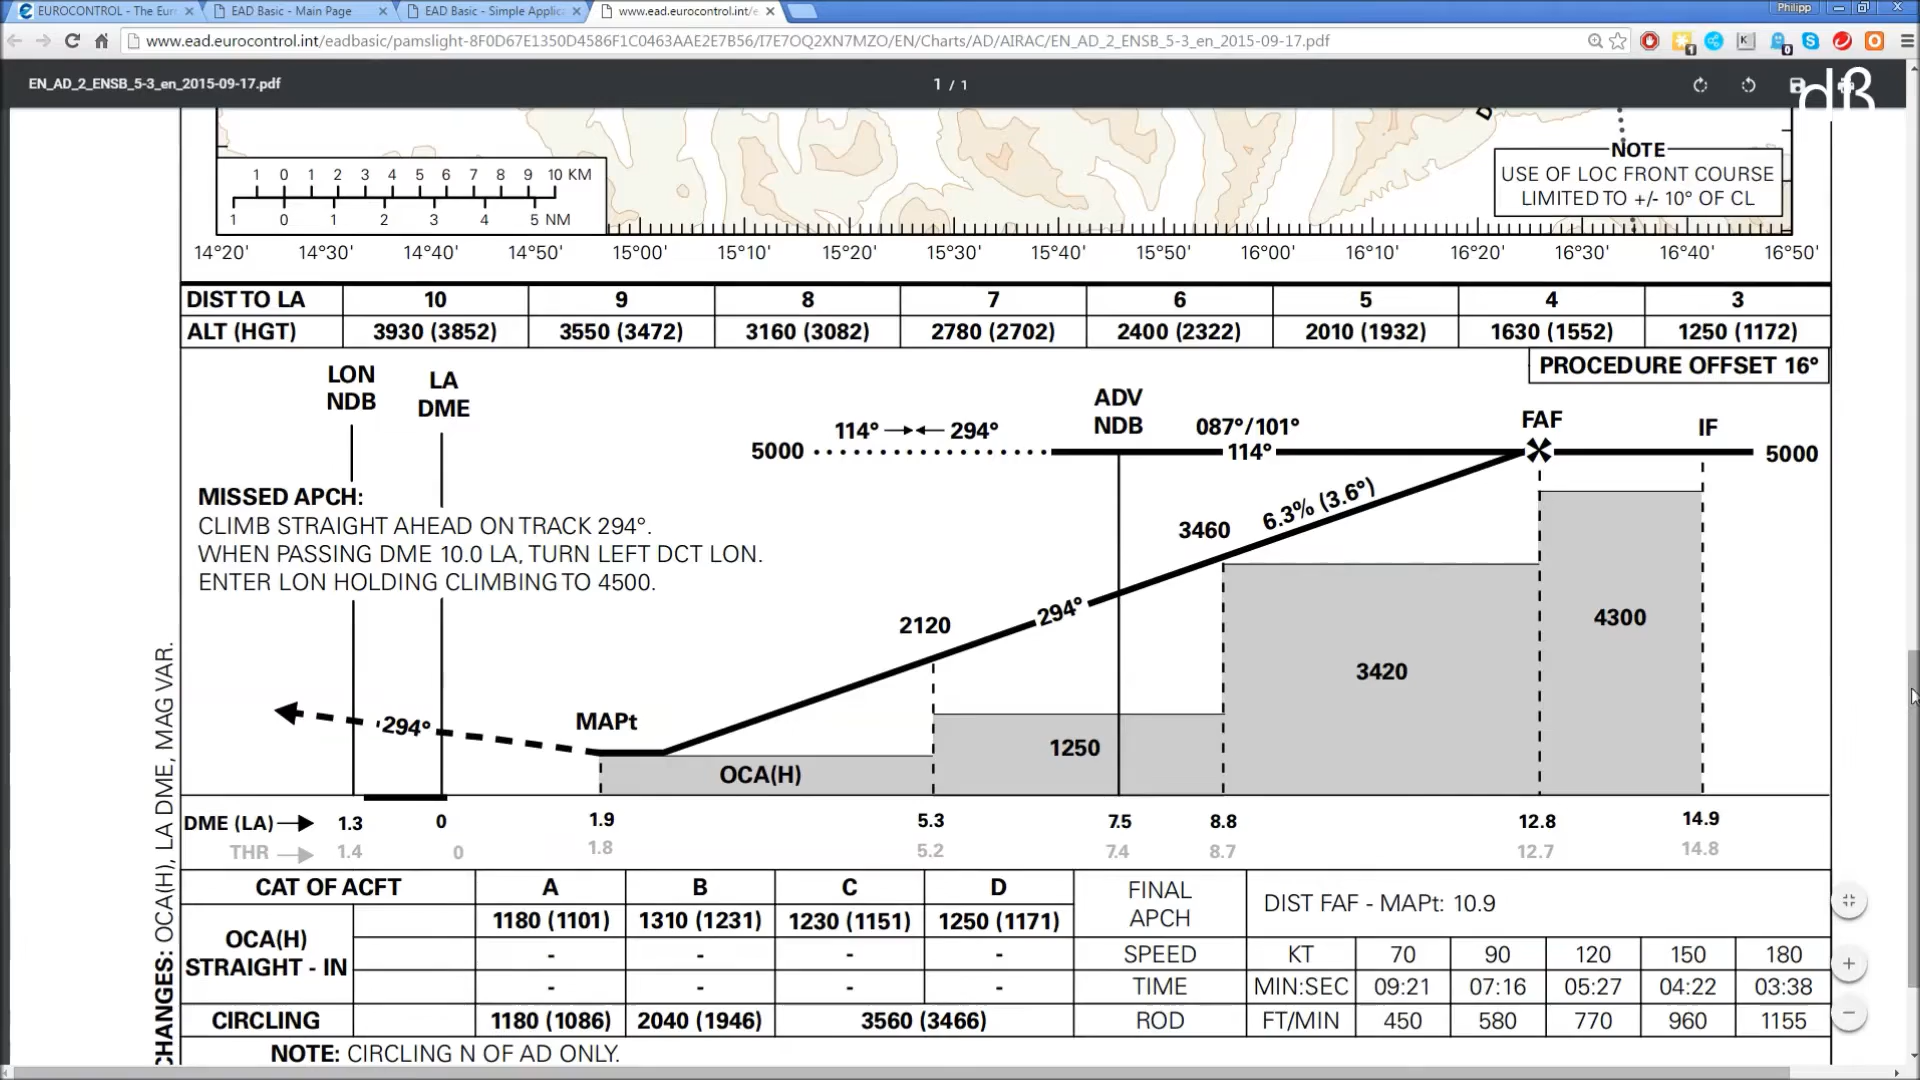 EUROCONTROL - The Eur
EAD Basic - Main Page
EAD Basic - Simple Applica
www.ead.eurocontrol.int/e
Philipp
www.ead.eurocontrol.int/eadbasic/pamslight-8F0D67E1350D4586F1C0463AAE2E7B56/I7E7OQ2XN7MZO/EN/Charts/AD/AIRAC/EN_AD_2_ENSB_5-3_en_2015-09-17.pdf
EN_AD_2_ENSB_5-3_en_2015-09-17.pdf
1 / 1
dß
NOTE
USE OF LOC FRONT COURSE
LIMITED TO +/- 10° OF CL
1 0 1 2 3 4 5 6 7 8 9 10 KM
1 0 1 2 3 4 5 NM
14°20' 14°30' 14°40' 14°50' 15°00' 15°10' 15°20' 15°30' 15°40' 15°50' 16°00' 16°10' 16°20' 16°30' 16°40' 16°50'
DIST TO LA 10 9 8 7 6 5 4 3
ALT (HGT) 3930 (3852) 3550 (3472) 3160 (3082) 2780 (2702) 2400 (2322) 2010 (1932) 1630 (1552) 1250 (1172)
PROCEDURE OFFSET 16°
LON
NDB
LA
DME
ADV
NDB
FAF
IF
114° 294°
087°/101°
5000
114°
5000
MISSED APCH:
CLIMB STRAIGHT AHEAD ON TRACK 294°.
WHEN PASSING DME 10.0 LA, TURN LEFT DCT LON.
ENTER LON HOLDING CLIMBING TO 4500.
6.3% (3.6°)
3460
294°
2120
4300
3420
294°
MAPt
1250
OCA(H)
DME (LA) 1.3 0 1.9 5.3 7.5 8.8 12.8 14.9
THR 1.4 0 1.8 5.2 7.4 8.7 12.7 14.8
CHANGES: OCA(H), LA DME, MAG VAR.
CAT OF ACFT A B C D
OCA(H)
STRAIGHT - IN
1180 (1101) 1310 (1231) 1230 (1151) 1250 (1171)
- - - -
- - - -
CIRCLING 1180 (1086) 2040 (1946) 3560 (3466)
FINAL
APCH
DIST FAF - MAPt: 10.9
SPEED KT 70 90 120 150 180
TIME MIN:SEC 09:21 07:16 05:27 04:22 03:38
ROD FT/MIN 450 580 770 960 1155
NOTE: CIRCLING N OF AD ONLY.